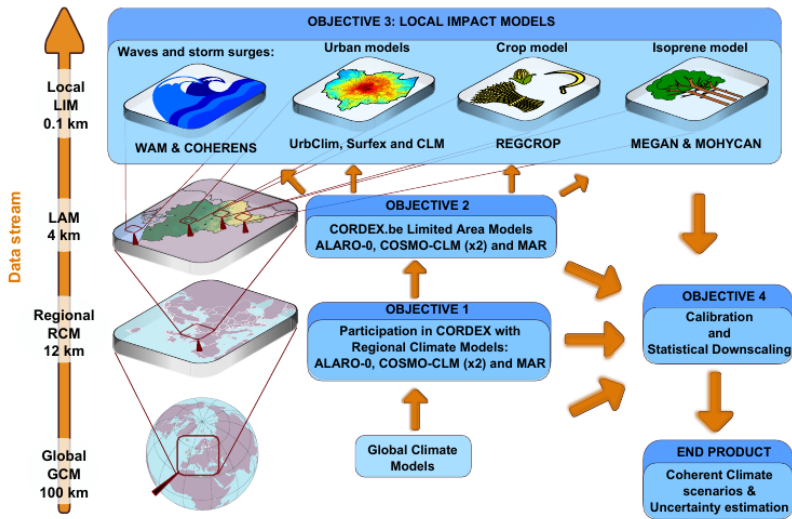 OBJECTIVE 3: LOCAL IMPACT MODELS
Waves and storm surges:
Urban models
Crop model
Isoprene model
WAM & COHERENS
UrbClim, Surfex and CLM
REGCROP
MEGAN & MOHYCAN
Data stream
Local
LIM
0.1 km
LAM
4 km
Regional
RCM
12 km
Global
GCM
100 km
OBJECTIVE 2
CORDEX.be Limited Area Models
ALARO-0, COSMO-CLM (x2) and MAR
OBJECTIVE 1
Participation in CORDEX with
Regional Climate Models:
ALARO-0, COSMO-CLM (x2) and MAR
Global Climate
Models
OBJECTIVE 4
Calibration
and
Statistical Downscaling
END PRODUCT
Coherent Climate
scenarios &
Uncertainty estimation